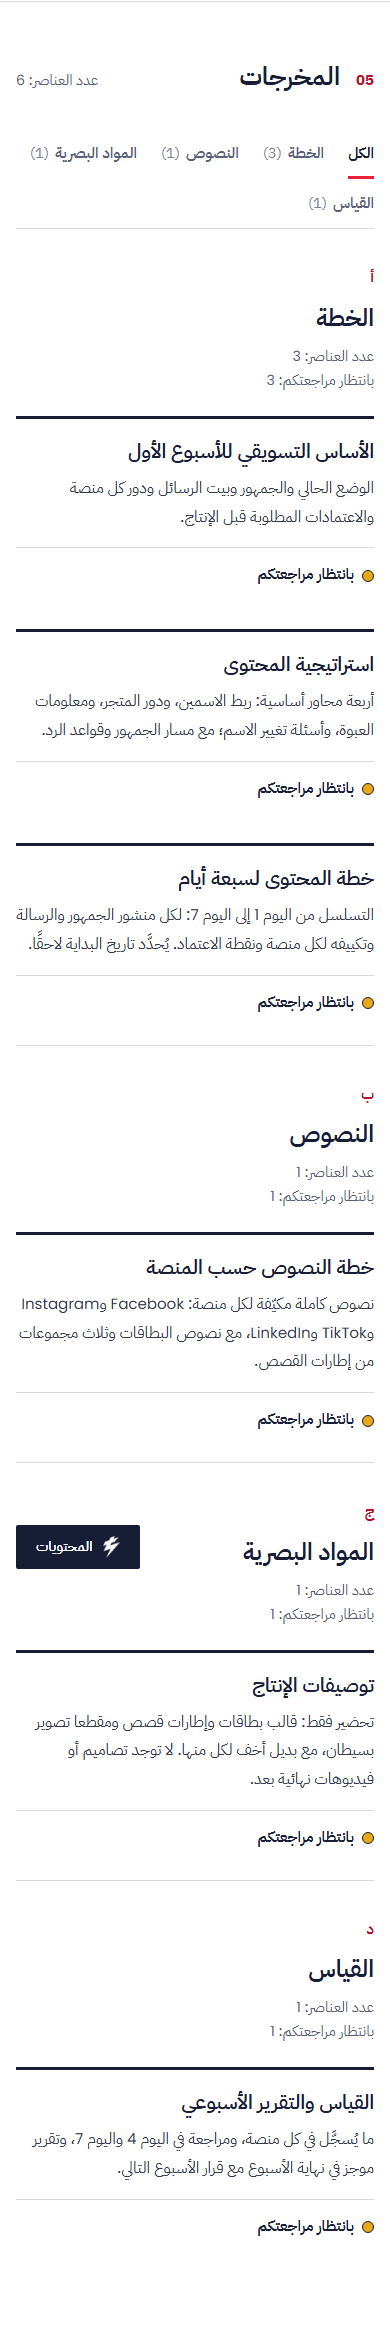 05 المخرجات عدد العناصر: 6
الكل الخطة (3) النصوص (1) المواد البصرية (1)
القياس (1)
أ
الخطة
عدد العناصر: 3
بانتظار مراجعتكم: 3
الأساس التسويقي للأسبوع الأول
الوضع الحالي والجمهور وبيت الرسائل ودور كل منصة
والاعتمادات المطلوبة قبل الإنتاج.
بانتظار مراجعتكم
استراتيجية المحتوى
أربعة محاور أساسية: ربط الاسمين، ودور المتجر، ومعلومات
العبوة، وأسئلة تغيير الاسم؛ مع مسار الجمهور وقواعد الرد.
بانتظار مراجعتكم
خطة المحتوى لسبعة أيام
التسلسل من اليوم 1 إلى اليوم 7: لكل منشور الجمهور والرسالة
وتكييفه لكل منصة ونقطة الاعتماد. يُحدَّد تاريخ البداية لاحقًا.
بانتظار مراجعتكم
ب
النصوص
عدد العناصر: 1
بانتظار مراجعتكم: 1
خطة النصوص حسب المنصة
نصوص كاملة مكيّفة لكل منصة: Facebook وInstagram
وTikTok وLinkedIn، مع نصوص البطاقات وثلاث مجموعات
من إطارات القصص.
بانتظار مراجعتكم
ج
المواد البصرية
المحتويات
عدد العناصر: 1
بانتظار مراجعتكم: 1
توصيفات الإنتاج
تحضير فقط: قالب بطاقات وإطارات قصص ومقطعا تصوير
بسيطان، مع بديل أخف لكل منها. لا توجد تصاميم أو
فيديوهات نهائية بعد.
بانتظار مراجعتكم
د
القياس
عدد العناصر: 1
بانتظار مراجعتكم: 1
القياس والتقرير الأسبوعي
ما يُسجَّل في كل منصة، ومراجعة في اليوم 4 واليوم 7، وتقرير
موجز في نهاية الأسبوع مع قرار الأسبوع التالي.
بانتظار مراجعتكم